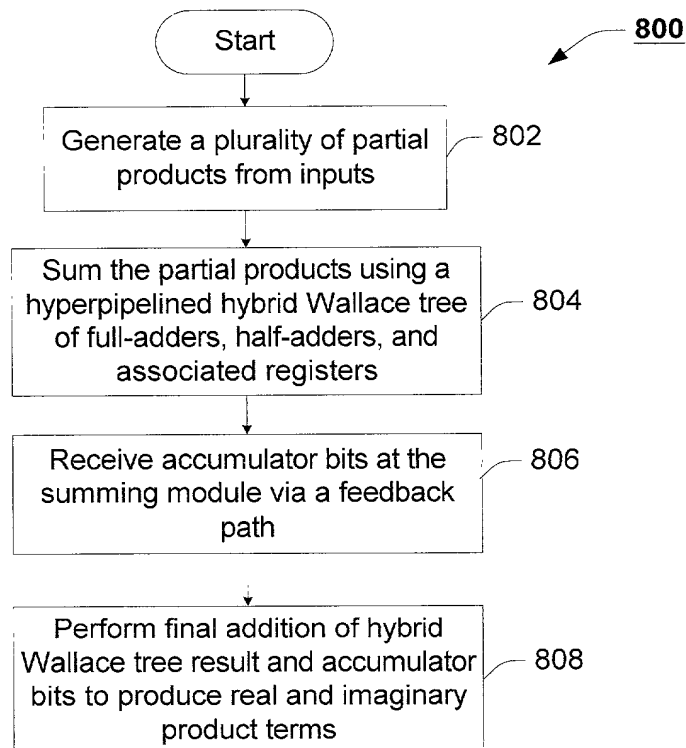 Start
800
Generate a plurality of partial
products from inputs
802
Sum the partial products using a
hyperpipelined hybrid Wallace tree
of full-adders, half-adders, and
associated registers
804
Receive accumulator bits at the
summing module via a feedback
path
806
Perform final addition of hybrid
Wallace tree result and accumulator
bits to produce real and imaginary
product terms
808